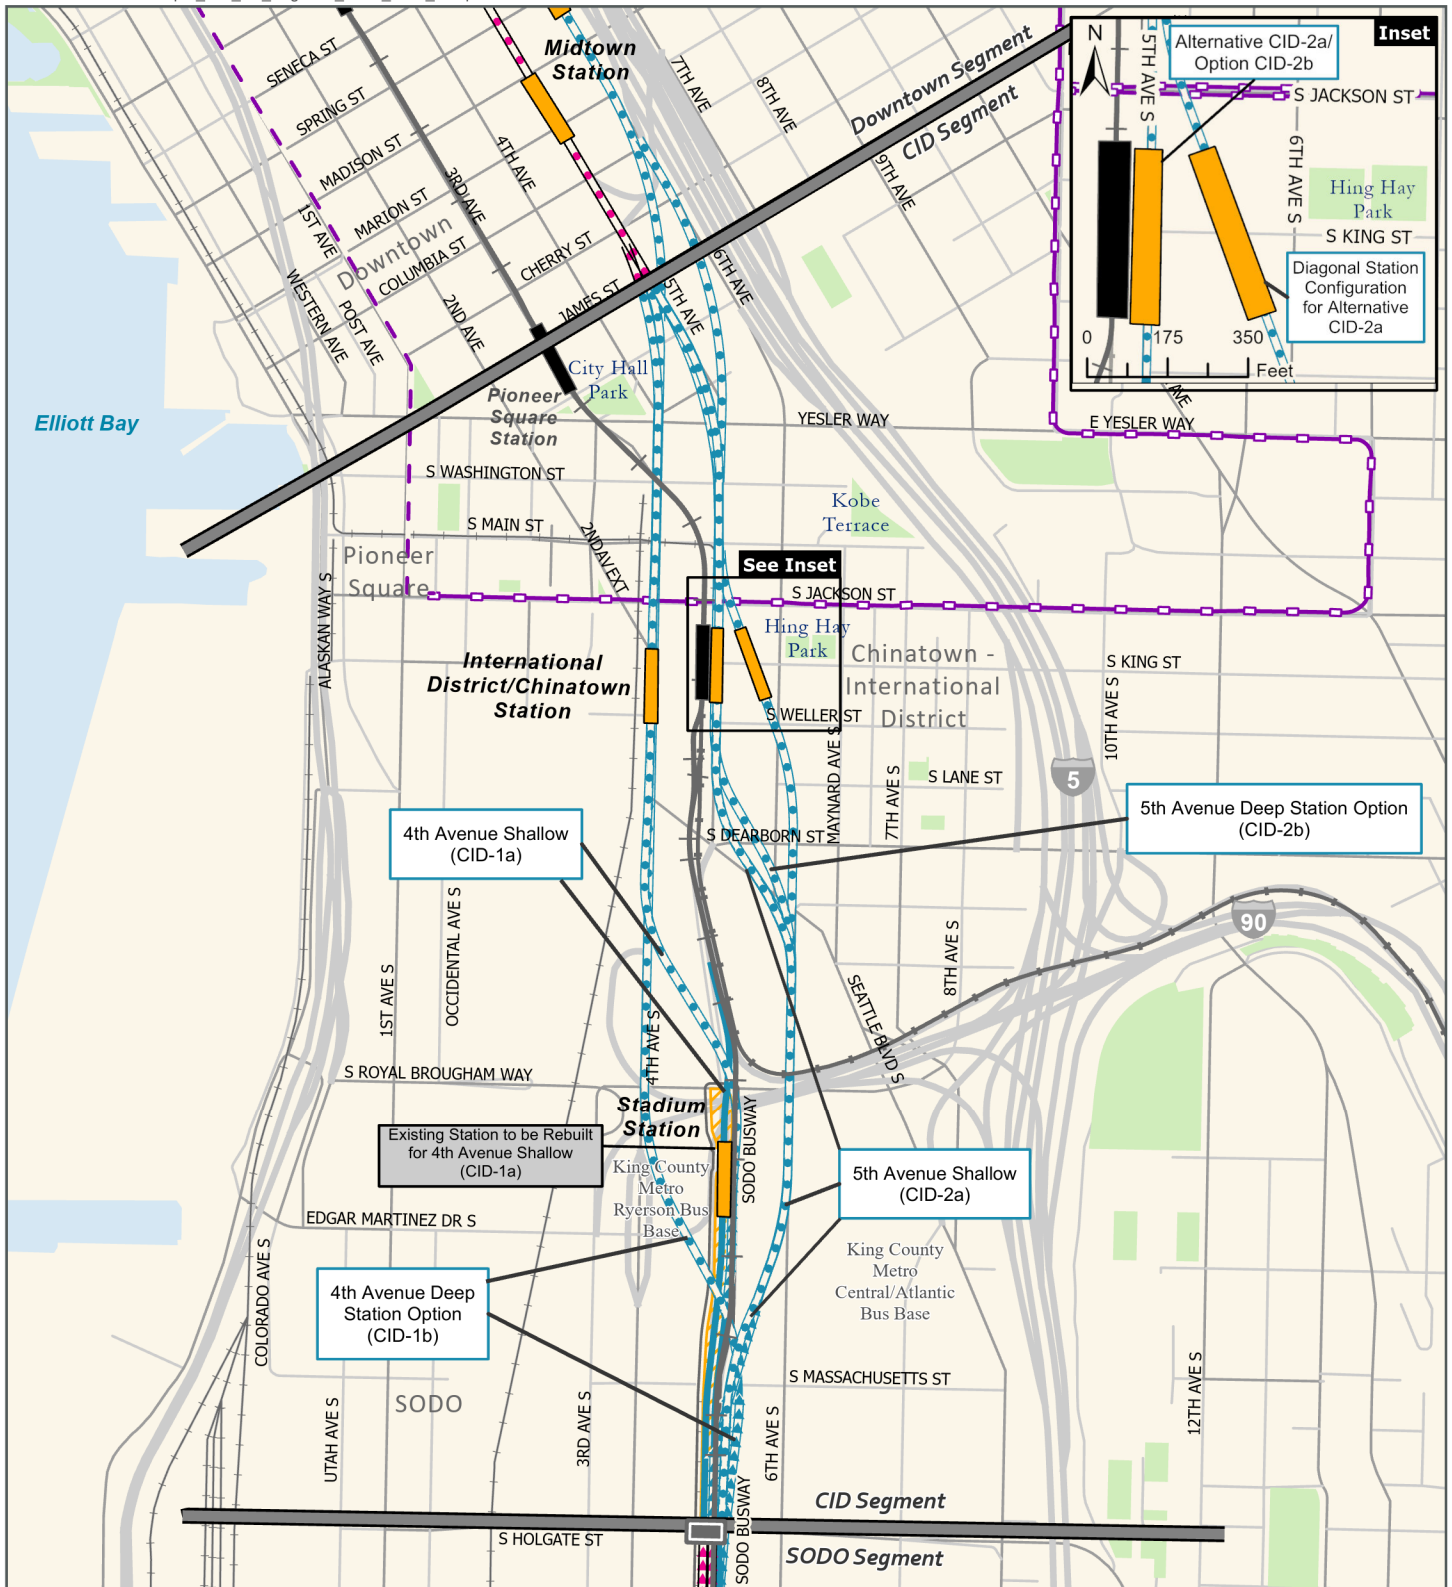 Midtown
Station
SENECA ST
SPRING ST
MADISON ST
MARION ST
COLUMBIA ST
CHERRY ST
JAMES ST
1ST AVE
WESTERN AVE
POST AVE
2ND AVE
3RD AVE
4TH AVE
5TH AVE
6TH AVE
7TH AVE
8TH AVE
9TH AVE
Downtown
Downtown Segment
CID Segment
Inset
N
5TH AVE S
Alternative CID-2a/
Option CID-2b
S JACKSON ST
6TH AVE S
Hing Hay
Park
S KING ST
Diagonal Station
Configuration
for Alternative
CID-2a
0
175
350
Feet
AVE
City Hall
Park
Pioneer
Square
Station
Elliott Bay
YESLER WAY
E YESLER WAY
S WASHINGTON ST
S MAIN ST
2ND AV EXT
Kobe
Terrace
Pioneer
Square
See Inset
S JACKSON ST
Hing Hay
Park
ALASKAN WAY S
International
District/Chinatown
Station
Chinatown -
International
District
S KING ST
S WELLER ST
10TH AVE S
MAYNARD AVE S
7TH AVE S
S LANE ST
S DEARBORN ST
5
4th Avenue Shallow
(CID-1a)
5th Avenue Deep Station Option
(CID-2b)
90
OCCIDENTAL AVE S
1ST AVE S
8TH AVE S
SEATTLE BLVD S
4TH AVE S
S ROYAL BROUGHAM WAY
Stadium
Station
SODO BUSWAY
Existing Station to be Rebuilt
for 4th Avenue Shallow
(CID-1a)
King County
Metro
Ryerson Bus
Base
5th Avenue Shallow
(CID-2a)
EDGAR MARTINEZ DR S
COLORADO AVE S
King County
Metro
Central/Atlantic
Bus Base
4th Avenue Deep
Station Option
(CID-1b)
S MASSACHUSETTS ST
SODO
UTAH AVE S
3RD AVE S
6TH AVE S
12TH AVE S
SODO BUSWAY
CID Segment
S HOLGATE ST
SODO Segment